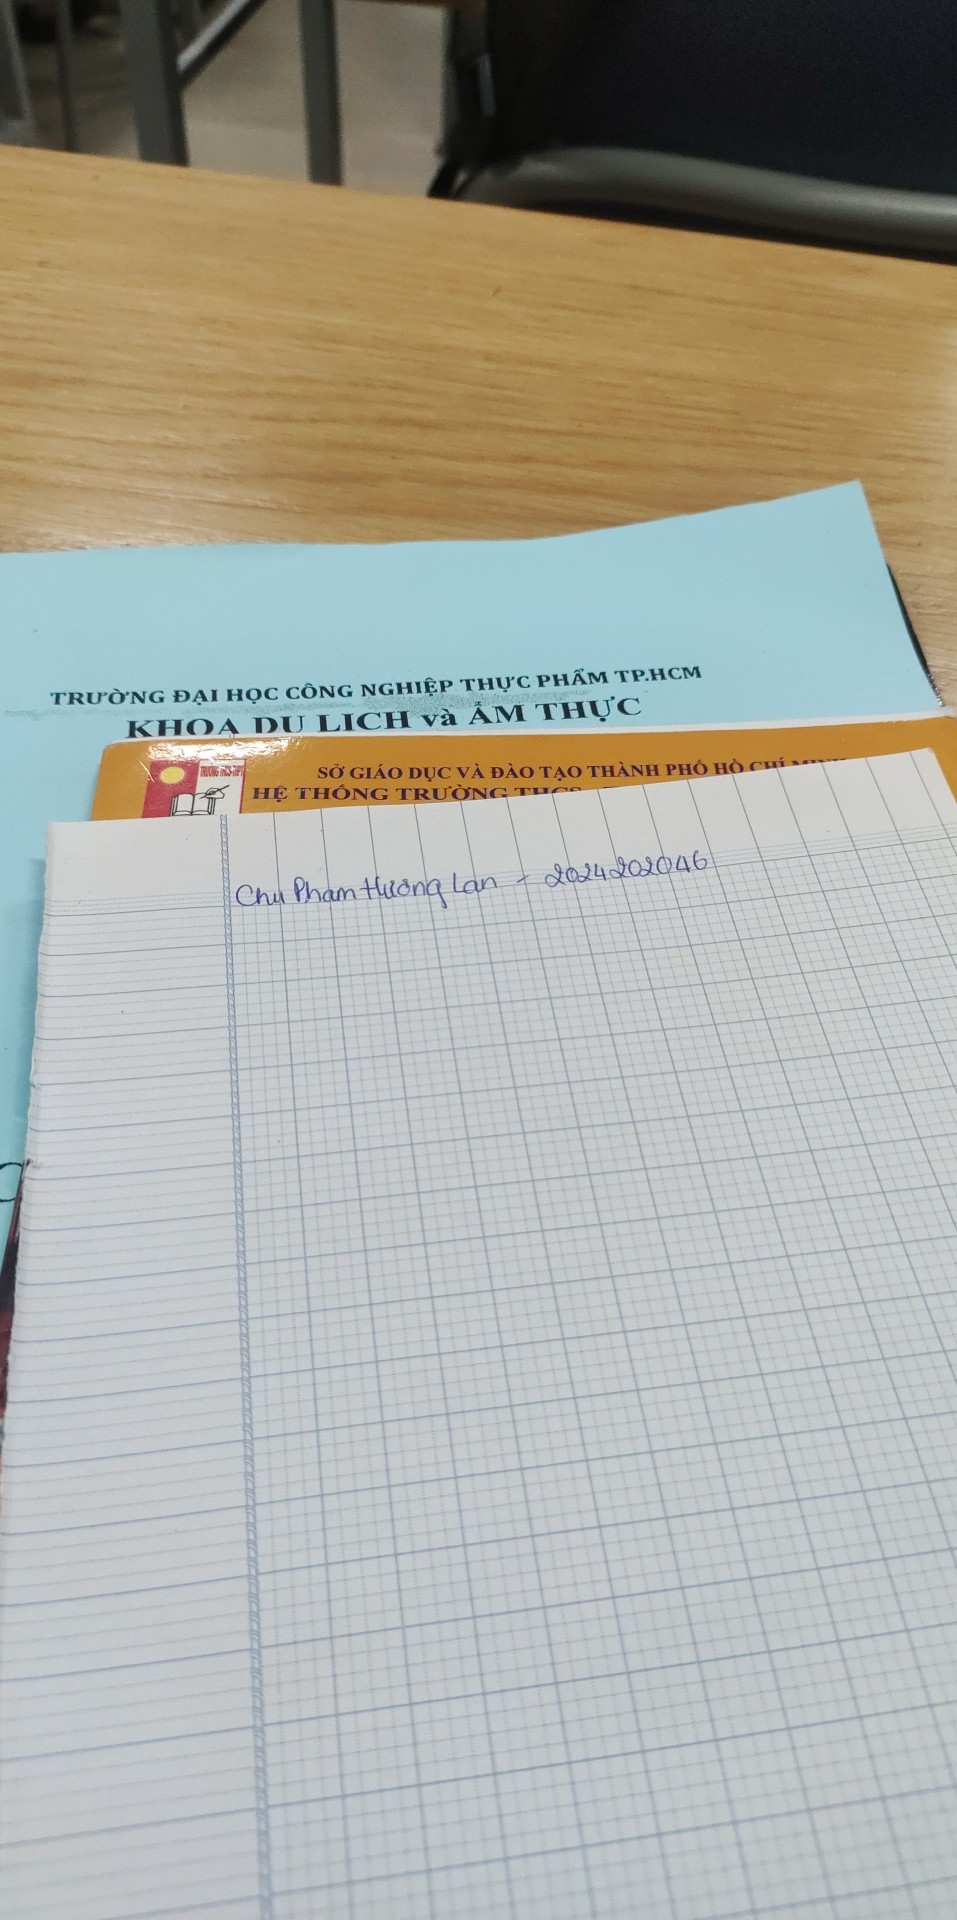 TRƯỜNG ĐẠI HỌC CÔNG NGHIỆP THỰC PHẨM TP.HCM
KHOA DU LỊCH và ẨM THỰC
TRƯỜNG THCS-THPT
SỞ GIÁO DỤC VÀ ĐÀO TẠO THÀNH PHỐ HỒ CHÍ MINH
HỆ THỐNG TRƯỜNG THCS -
Chu Phạm Hương Lan - 2024202046